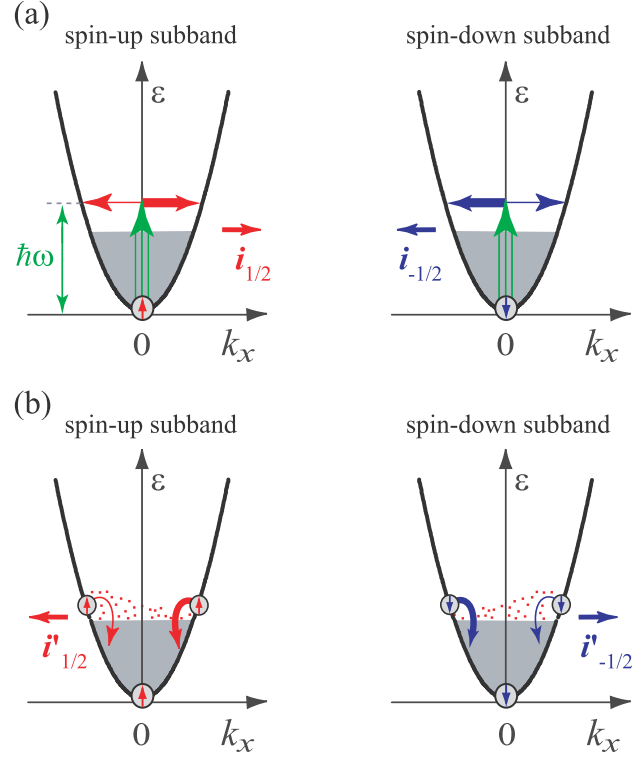 (a)
spin-up subband
spin-down subband
ε
ε
ħω
i1/2
i-1/2
0
kx
0
kx
(b)
spin-up subband
spin-down subband
ε
ε
i'1/2
i'-1/2
0
kx
0
kx